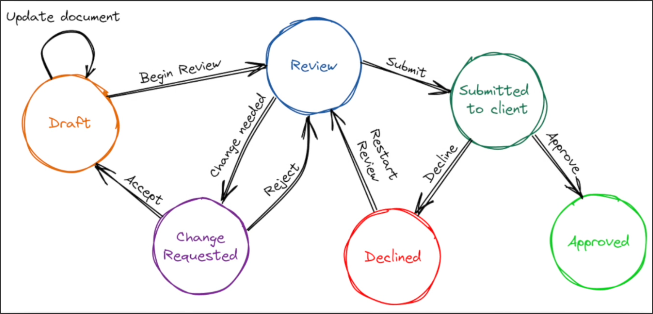 Update document
Begin Review
Review
Submit
Submitted
to client
Draft
Change needed
Reject
Restart
Review
Decline
Approve
Accept
Change
Requested
Declined
Approved